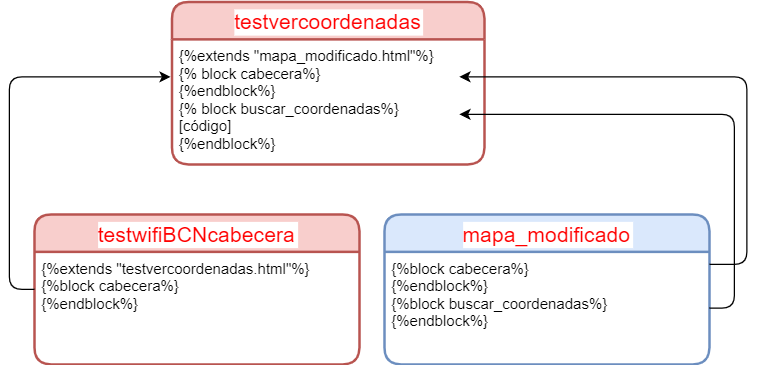 testvercoordenadas
{%extends "mapa_modificado.html"%}
{% block cabecera%}
{%endblock%}
{% block buscar_coordenadas%}
[código]
{%endblock%}
testwifiBCNcabecera
{%extends "testvercoordenadas.html"%}
{%block cabecera%}
{%endblock%}
mapa_modificado
{%block cabecera%}
{%endblock%}
{%block buscar_coordenadas%}
{%endblock%}